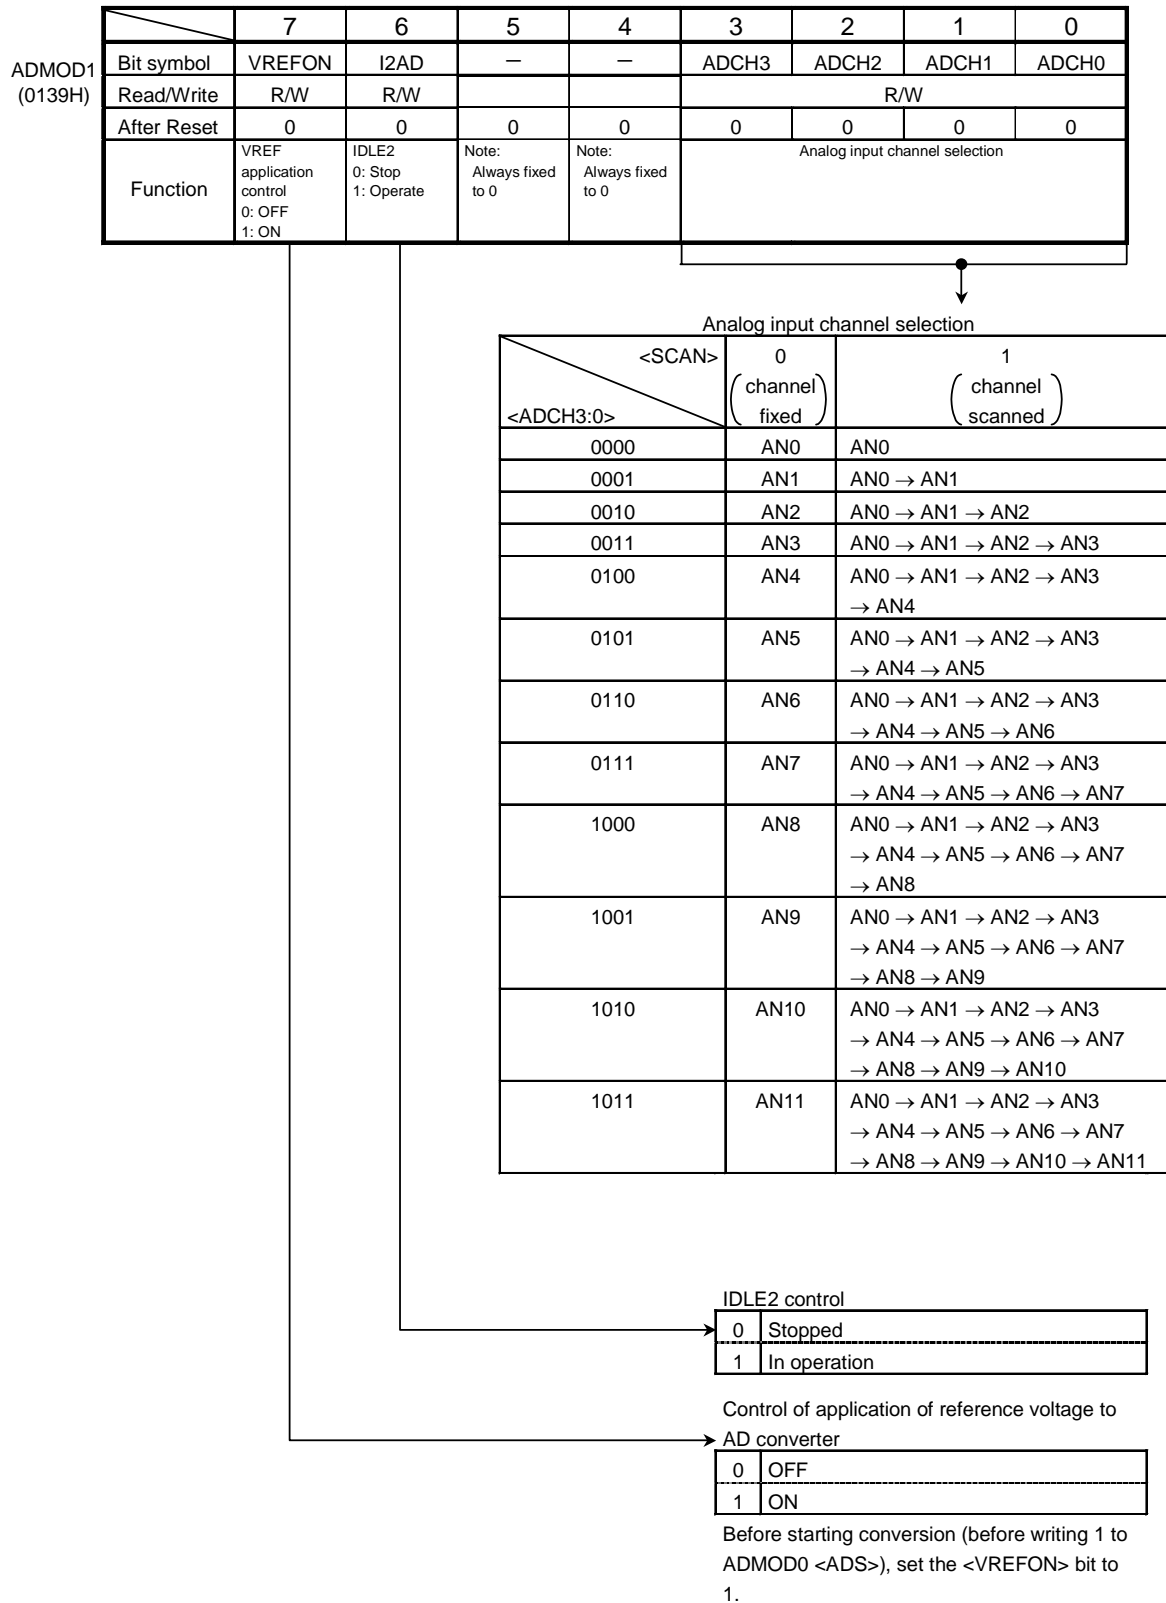 7 6 5 4 3 2 1 0
ADMOD1 (0139H)
Bit symbol VREFON I2AD — — ADCH3 ADCH2 ADCH1 ADCH0
Read/Write R/W R/W R/W
After Reset 0 0 0 0 0 0 0 0
Function
VREF
application
control
0: OFF
1: ON
IDLE2
0: Stop
1: Operate
Note:
Always fixed
to 0
Note:
Always fixed
to 0
Analog input channel selection
Analog input channel selection
<SCAN> 0 1
(channel fixed) (channel scanned)
<ADCH3:0>
0000 AN0 AN0
0001 AN1 AN0 → AN1
0010 AN2 AN0 → AN1 → AN2
0011 AN3 AN0 → AN1 → AN2 → AN3
0100 AN4 AN0 → AN1 → AN2 → AN3
→ AN4
0101 AN5 AN0 → AN1 → AN2 → AN3
→ AN4 → AN5
0110 AN6 AN0 → AN1 → AN2 → AN3
→ AN4 → AN5 → AN6
0111 AN7 AN0 → AN1 → AN2 → AN3
→ AN4 → AN5 → AN6 → AN7
1000 AN8 AN0 → AN1 → AN2 → AN3
→ AN4 → AN5 → AN6 → AN7
→ AN8
1001 AN9 AN0 → AN1 → AN2 → AN3
→ AN4 → AN5 → AN6 → AN7
→ AN8 → AN9
1010 AN10 AN0 → AN1 → AN2 → AN3
→ AN4 → AN5 → AN6 → AN7
→ AN8 → AN9 → AN10
1011 AN11 AN0 → AN1 → AN2 → AN3
→ AN4 → AN5 → AN6 → AN7
→ AN8 → AN9 → AN10 → AN11
IDLE2 control
0 Stopped
1 In operation
Control of application of reference voltage to
AD converter
0 OFF
1 ON
Before starting conversion (before writing 1 to
ADMOD0 <ADS>), set the <VREFON> bit to
1.